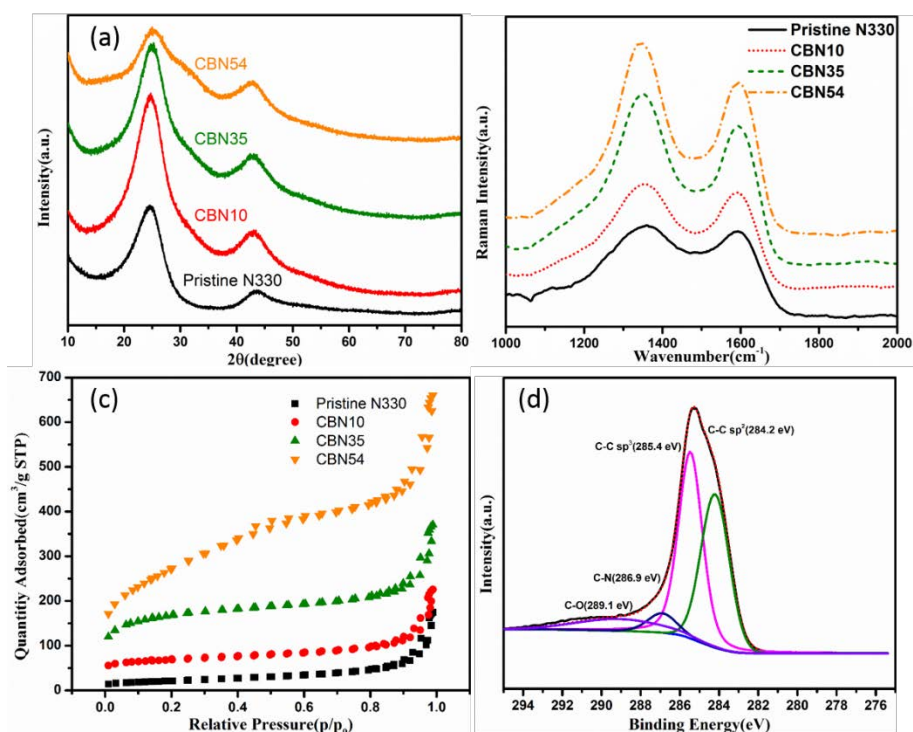 (a)
CBN54
CBN35
CBN10
Pristine N330
Intensity(a.u.)
10 20 30 40 50 60 70 80
2θ(degree)
Pristine N330
CBN10
CBN35
CBN54
Raman Intensity(a.u.)
1000 1200 1400 1600 1800 2000
Wavenumber(cm⁻¹)
(c)
Pristine N330
CBN10
CBN35
CBN54
Quantitiy Adsorbed(cm³/g STP)
700
600
500
400
300
200
100
0
0.0 0.2 0.4 0.6 0.8 1.0
Relative Pressure(p/p₀)
(d)
C-C sp²(284.2 eV)
C-C sp³(285.4 eV)
C-N(286.9 eV)
C-O(289.1 eV)
Intensity(a.u.)
294 292 290 288 286 284 282 280 278 276
Binding Energy(eV)